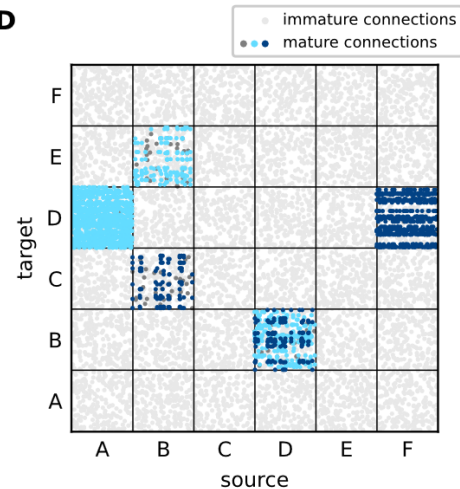 D
immature connections
mature connections
F
E
D
C
B
A
target
A B C D E F
source